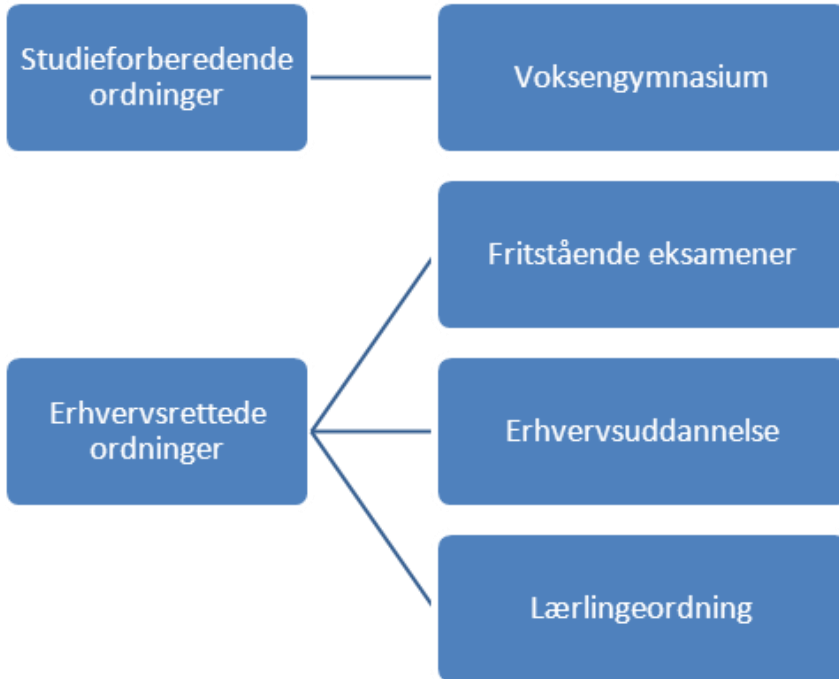 Studieforberedende
ordninger
Voksengymnasium
Fritstående eksamener
Erhvervsrettede
ordninger
Erhvervsuddannelse
Lærlingeordning